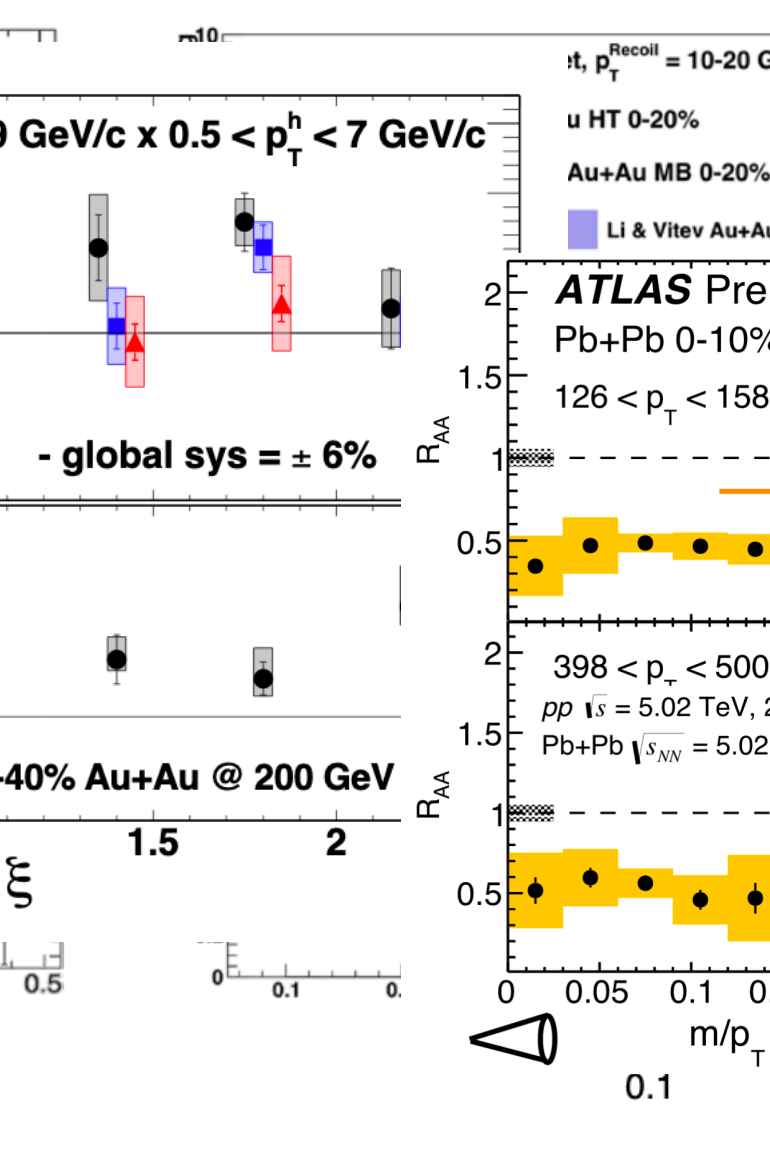 10
et, p_T^Recoil = 10-20 G
9 GeV/c x 0.5 < p_T^h < 7 GeV/c
u HT 0-20%
Au+Au MB 0-20%
Li & Vitev Au+Au
- global sys = ± 6%
-40% Au+Au @ 200 GeV
1.5
2
ξ
0.5
0
0.1
0.
2
ATLAS Pre
Pb+Pb 0-10%
1.5
126 < p_T < 158
R_AA
1
0.5
2
398 < p_T < 500
pp √s = 5.02 TeV, 2
1.5
Pb+Pb √s_NN = 5.02
R_AA
1
0.5
0
0.05
0.1
0.
m/p_T
0.1